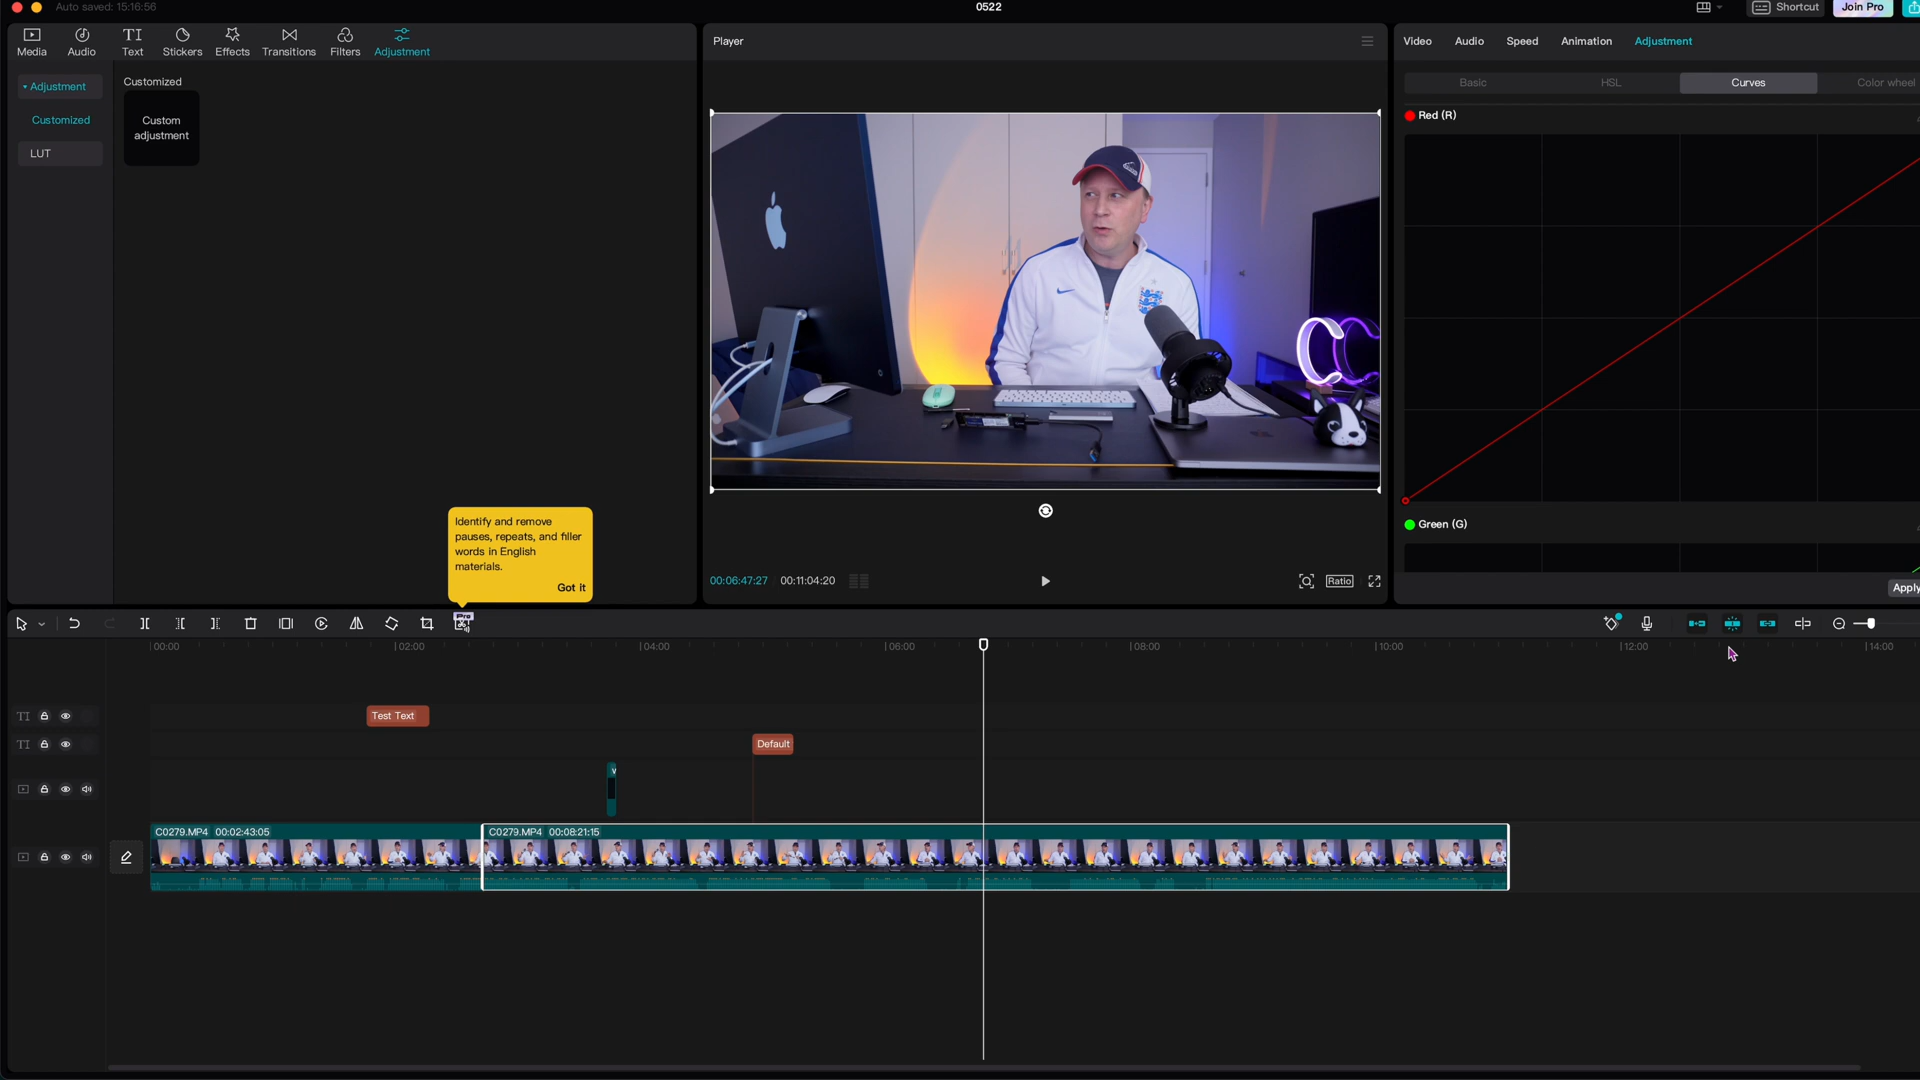 Auto saved: 15:16:56
0522
Shortcut
Join Pro
Media
Audio
Text
Stickers
Effects
Transitions
Filters
Adjustment
Adjustment
Customized
LUT
Customized
Custom
adjustment
Identify and remove
pauses, repeats, and filler
words in English
materials.
Got it
Player
00:06:47:27
00:11:04:20
Ratio
Video
Audio
Speed
Animation
Adjustment
Basic
HSL
Curves
Color wheel
Red (R)
Green (G)
Apply
Pro
00:00
02:00
04:00
06:00
08:00
10:00
12:00
14:00
TI
Test Text
TI
Default
C0279.MP4 00:02:43:05
C0279.MP4 00:08:21:15